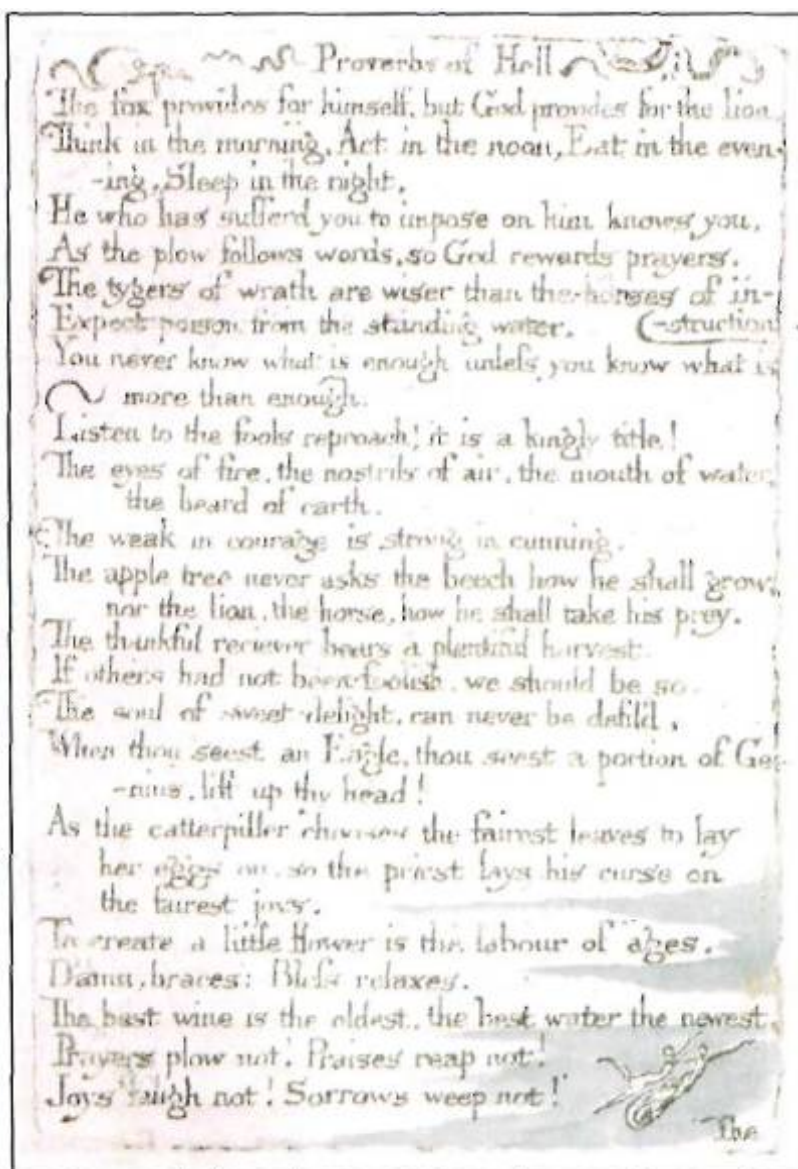 Proverbs of Hell
The fox provides for himself, but God provides for the lion.
Think in the morning, Act in the noon, Eat in the even-
-ing, Sleep in the night.
He who has sufferd you to impose on him knows you.
As the plow follows words, so God rewards prayers.
The tygers of wrath are wiser than the horses of in-
Expect poison from the standing water. (-struction
You never know what is enough unless you know what is
more than enough.
Listen to the fools reproach! it is a kingly title!
The eyes of fire, the nostrils of air, the mouth of water,
the beard of earth.
The weak in courage is strong in cunning.
The apple tree never asks the beech how he shall grow,
nor the lion, the horse, how he shall take his prey.
The thankful reciever bears a plentiful harvest.
If others had not been foolish, we should be so.
The soul of sweet delight, can never be defil'd,
When thou seest an Eagle, thou seest a portion of Ge-
-nius, lift up thy head!
As the catterpiller chooses the fairest leaves to lay
her eggs on, so the priest lays his curse on
the fairest joys.
To create a little flower is the labour of ages.
Damn, braces: Bless relaxes.
The best wine is the oldest, the best water the newest.
Prayers plow not! Praises reap not!
Joys laugh not! Sorrows weep not!
The